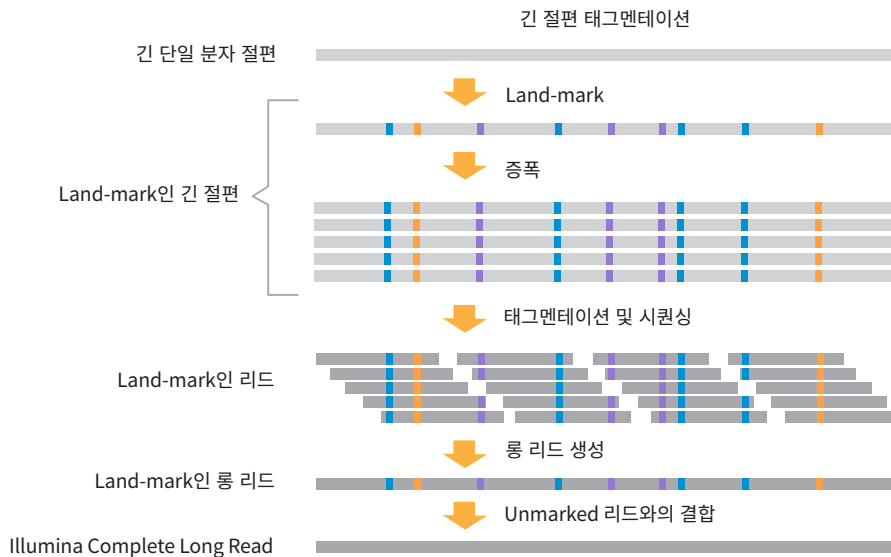 긴 절편 태그멘테이션
긴 단일 분자 절편
Land-mark
증폭
Land-mark인 긴 절편
태그멘테이션 및 시퀀싱
Land-mark인 리드
롱 리드 생성
Land-mark인 롱 리드
Unmarked 리드와의 결합
Illumina Complete Long Read